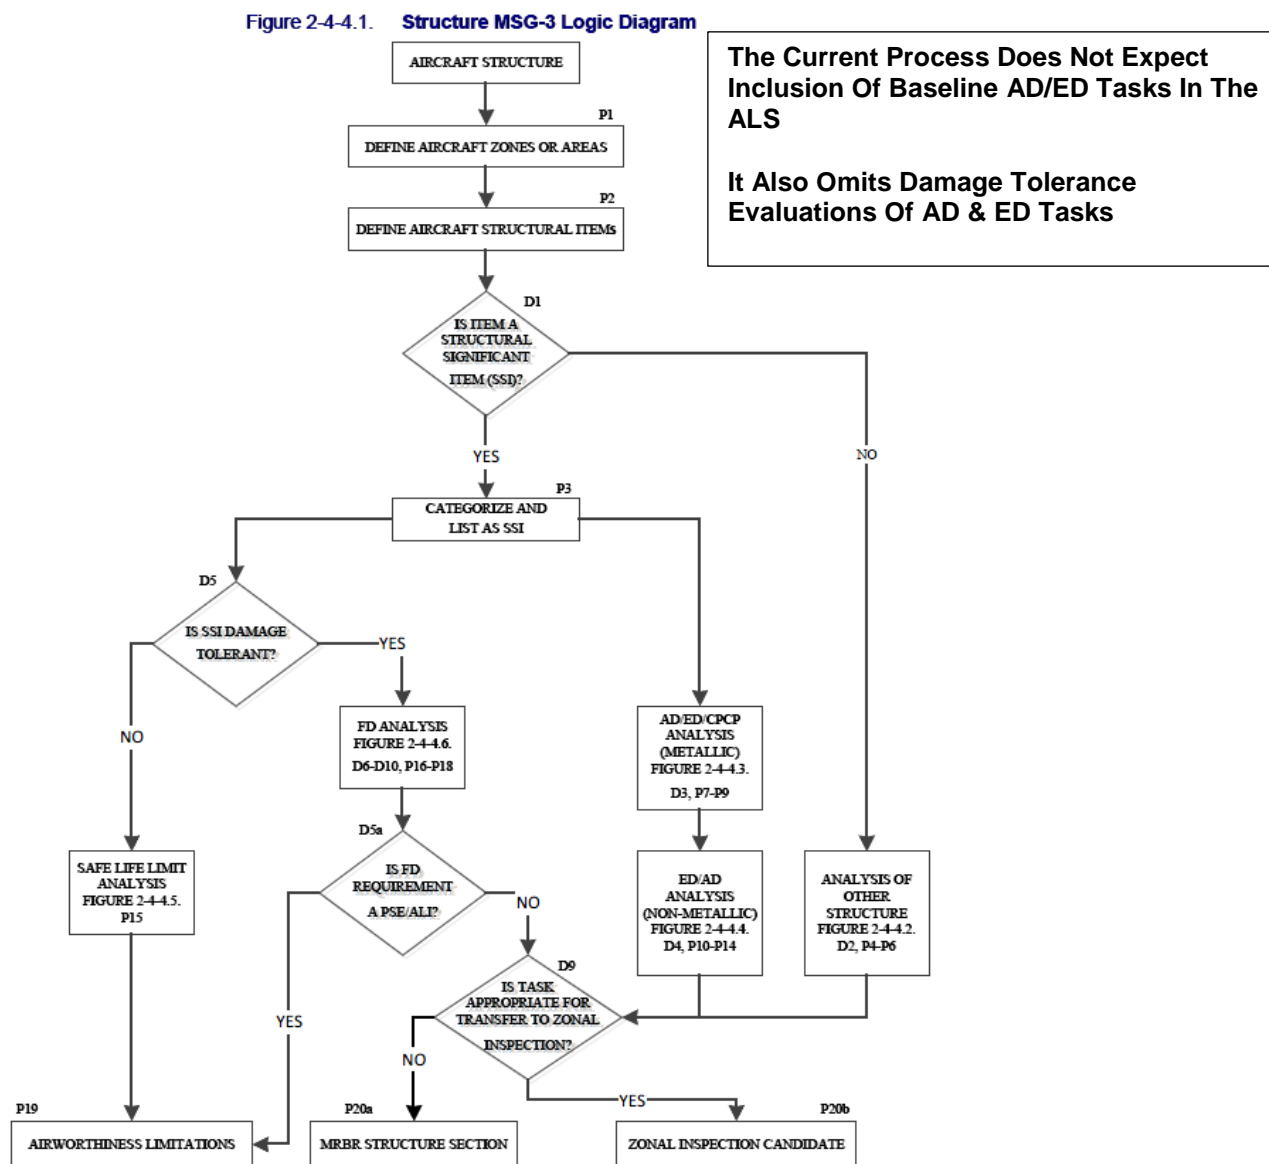 Figure 2-4-4.1. Structure MSG-3 Logic Diagram
The Current Process Does Not Expect
Inclusion Of Baseline AD/ED Tasks In The
ALS
It Also Omits Damage Tolerance
Evaluations Of AD & ED Tasks
AIRCRAFT STRUCTURE
P1
DEFINE AIRCRAFT ZONES OR AREAS
P2
DEFINE AIRCRAFT STRUCTURAL ITEMs
D1
IS ITEM A
STRUCTURAL
SIGNIFICANT
ITEM (SSI)?
YES
NO
P3
CATEGORIZE AND
LIST AS SSI
D5
IS SSI DAMAGE
TOLERANT?
YES
NO
FD ANALYSIS
FIGURE 2-4-4.6.
D6-D10, P16-P18
AD/ED/CPCP
ANALYSIS
(METALLIC)
FIGURE 2-4-4.3.
D3, P7-P9
D5a
IS FD
REQUIREMENT
A PSE/ALI?
NO
YES
SAFE LIFE LIMIT
ANALYSIS
FIGURE 2-4-4.5.
P15
ED/AD
ANALYSIS
(NON-METALLIC)
FIGURE 2-4-4.4.
D4, P10-P14
ANALYSIS OF
OTHER
STRUCTURE
FIGURE 2-4-4.2.
D2, P4-P6
D9
IS TASK
APPROPRIATE FOR
TRANSFER TO ZONAL
INSPECTION?
NO
YES
P19
AIRWORTHINESS LIMITATIONS
P20a
MRBR STRUCTURE SECTION
P20b
ZONAL INSPECTION CANDIDATE